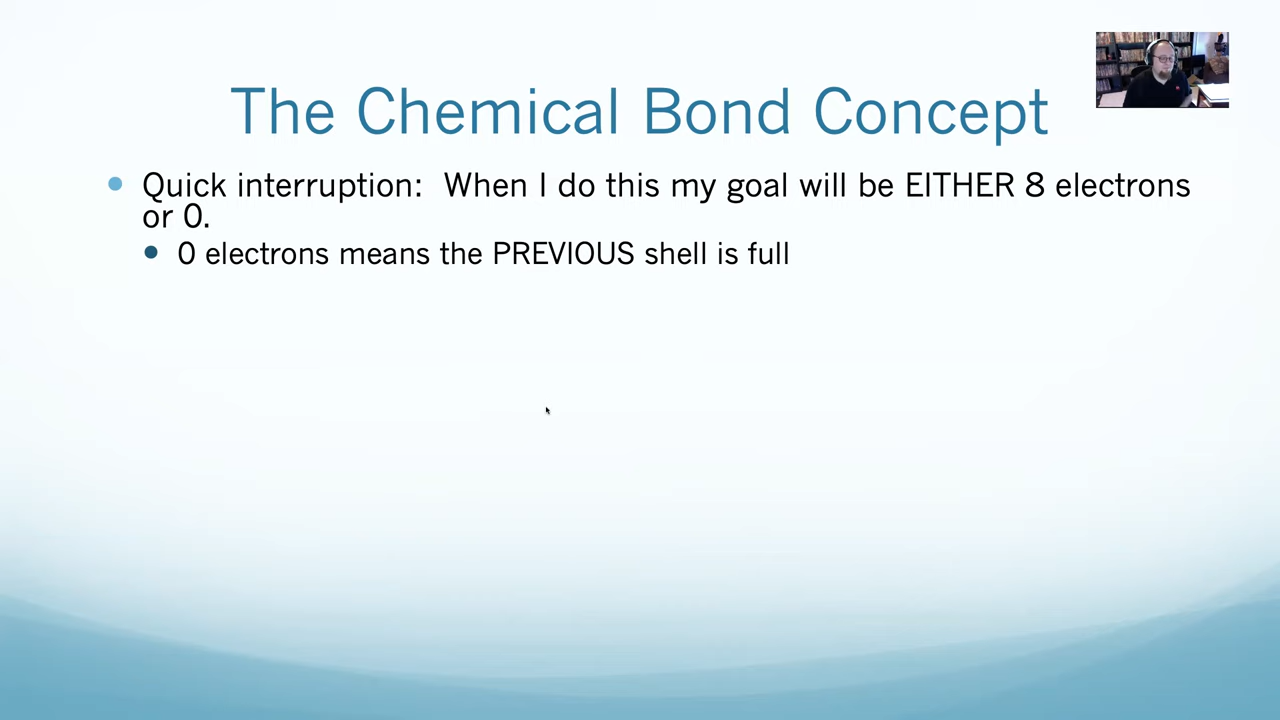 The Chemical Bond Concept
Quick interruption:  When I do this my goal will be EITHER 8 electrons
or 0.
0 electrons means the PREVIOUS shell is full